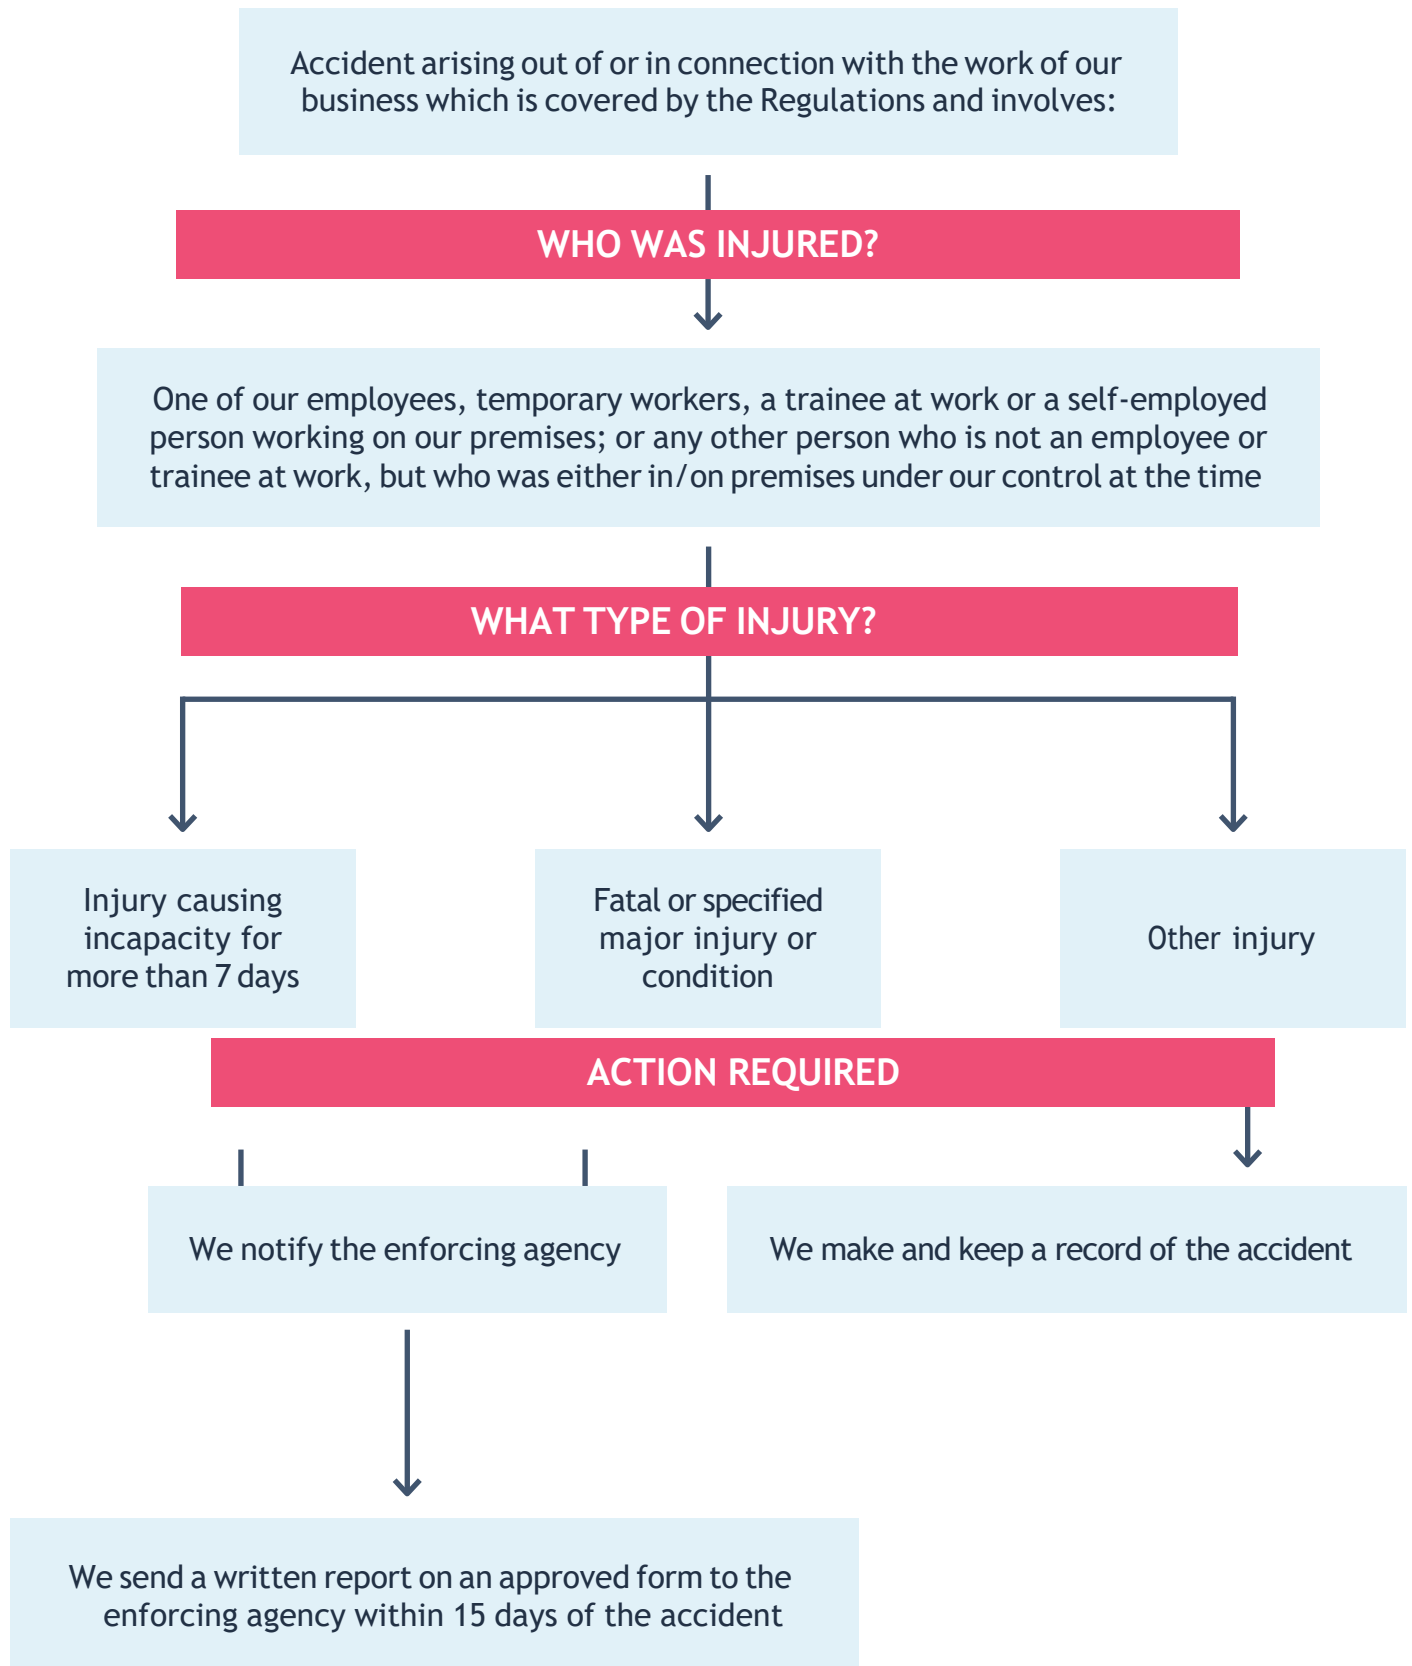 Accident arising out of or in connection with the work of our
business which is covered by the Regulations and involves:
WHO WAS INJURED?
One of our employees, temporary workers, a trainee at work or a self-employed
person working on our premises; or any other person who is not an employee or
trainee at work, but who was either in/on premises under our control at the time
WHAT TYPE OF INJURY?
Injury causing
incapacity for
more than 7 days
Fatal or specified
major injury or
condition
Other injury
ACTION REQUIRED
We notify the enforcing agency
We make and keep a record of the accident
We send a written report on an approved form to the
enforcing agency within 15 days of the accident